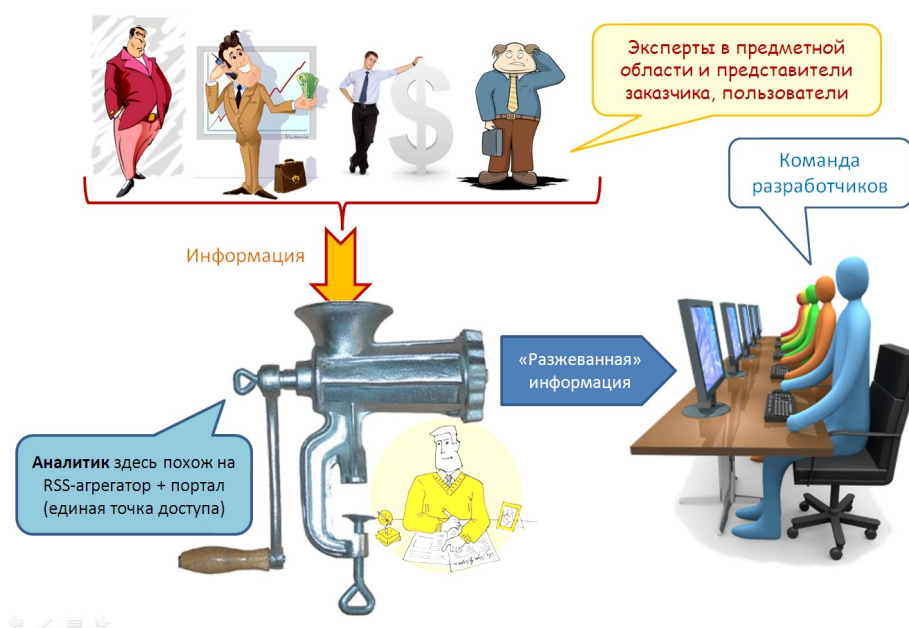 Эксперты в предметной
области и представители
заказчика, пользователи
Команда
разработчиков
Информация
«Разжеванная»
информация
Аналитик здесь похож на
RSS-агрегатор + портал
(единая точка доступа)